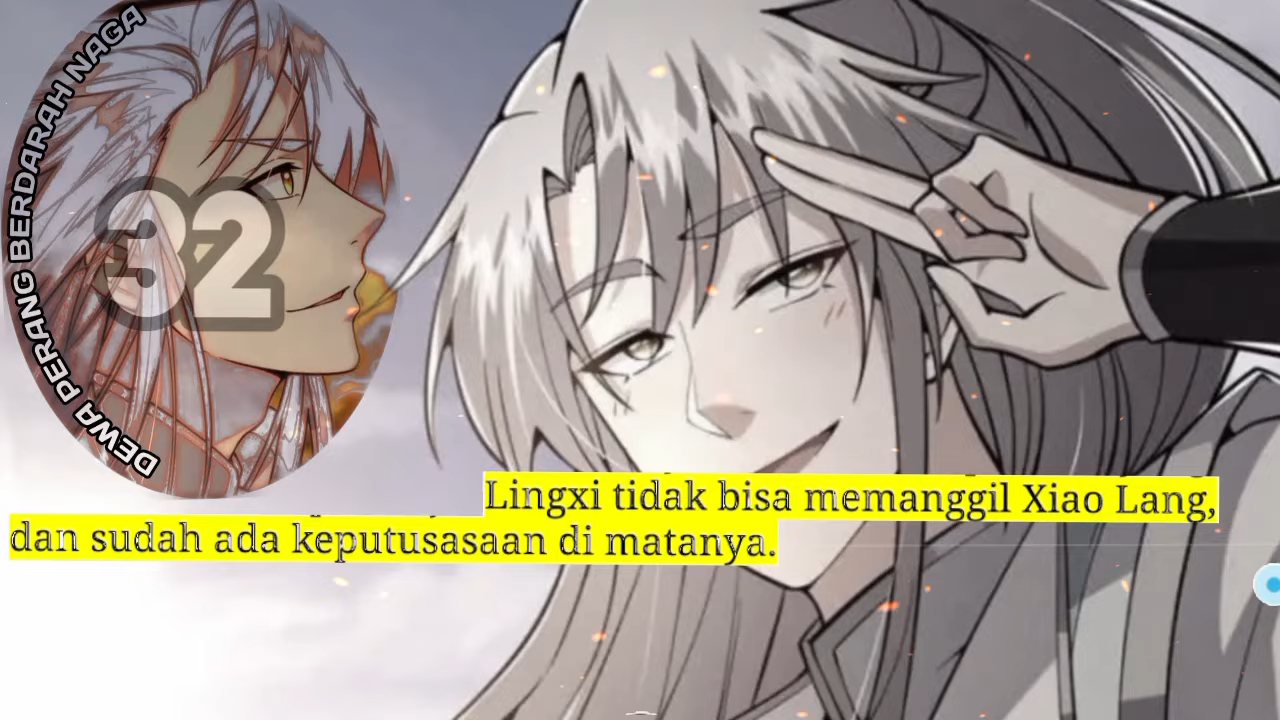 DEWA PERANG BERDARAH NAGA
32
Lingxi tidak bisa memanggil Xiao Lang,
dan sudah ada keputusasaan di matanya.